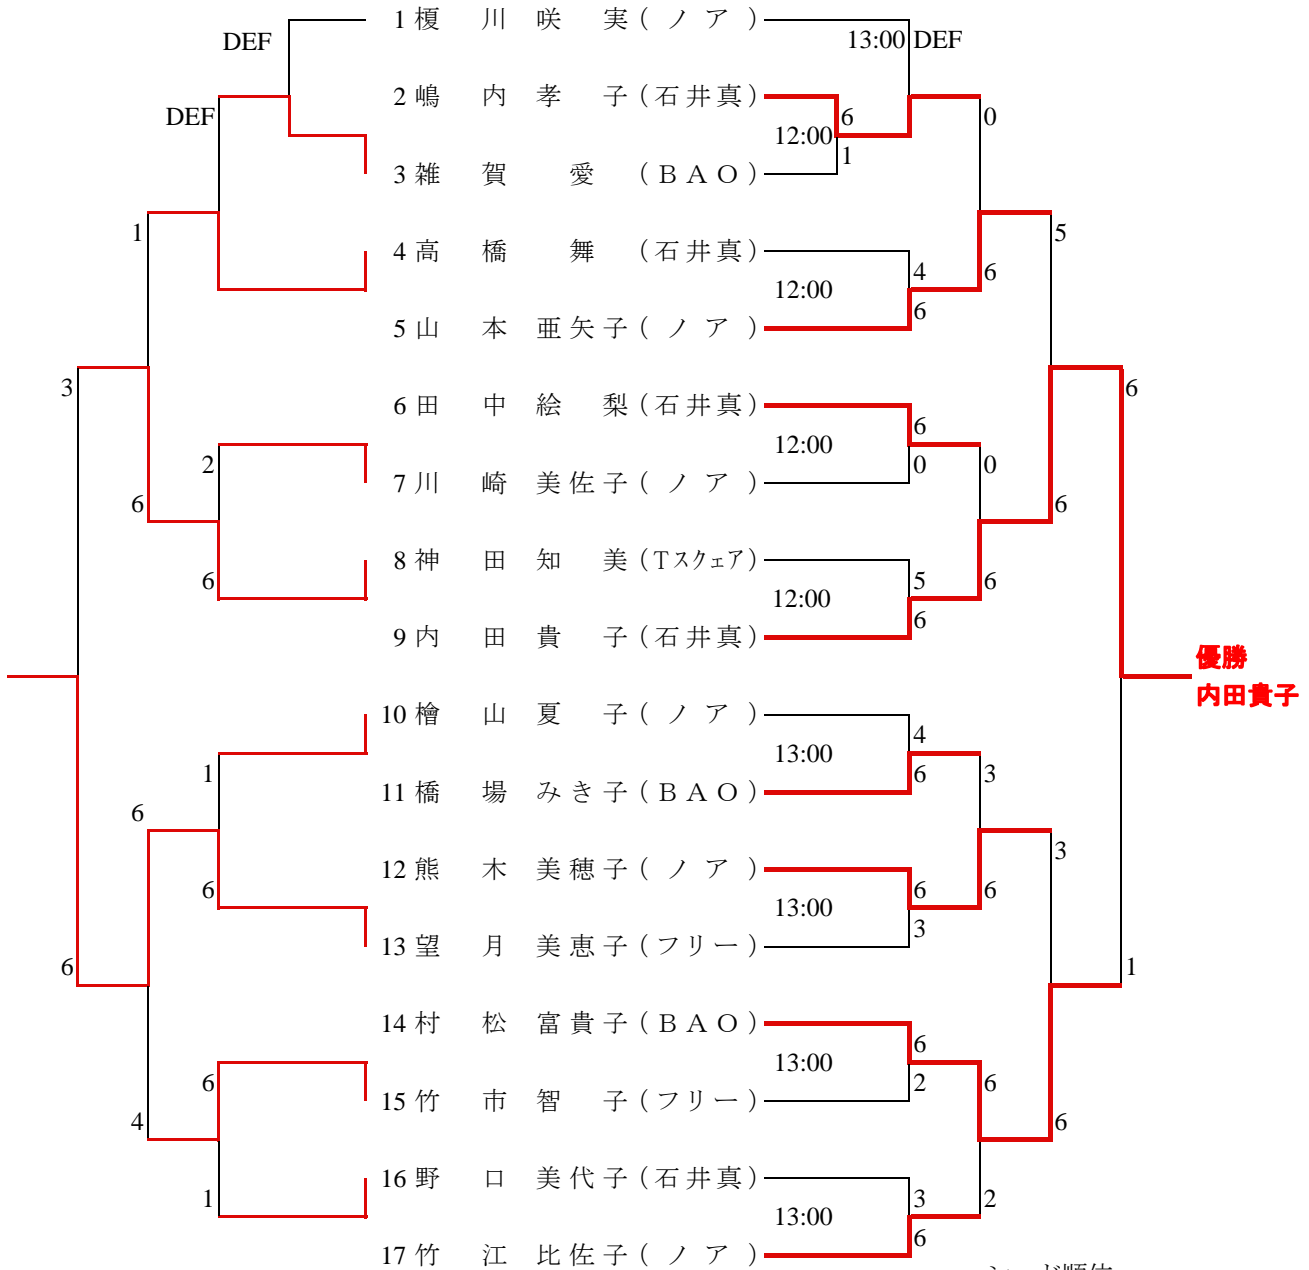 1 榎川咲実(ノア)
13:00 DEF
DEF
2 嶋内孝子(石井真)
6
0
DEF
12:00
1
3 雑賀愛(BAO)
1
5
4 高橋舞(石井真)
4
6
12:00
6
5 山本亜矢子(ノア)
3
6
6 田中絵梨(石井真)
6
12:00
2
0
0
7 川崎美佐子(ノア)
6
6
8 神田知美(Tスクェア)
6
5
6
12:00
6
9 内田貴子(石井真)
優勝
内田貴子
10 檜山夏子(ノア)
4
13:00
1
6
3
11 橋場みき子(BAO)
6
3
12 熊木美穂子(ノア)
6
6
6
13:00
3
13 望月美恵子(フリー)
6
1
14 村松富貴子(BAO)
6
13:00
6
2
6
15 竹市智子(フリー)
4
6
16 野口美代子(石井真)
1
3
2
13:00
6
17 竹江比佐子(ノア)